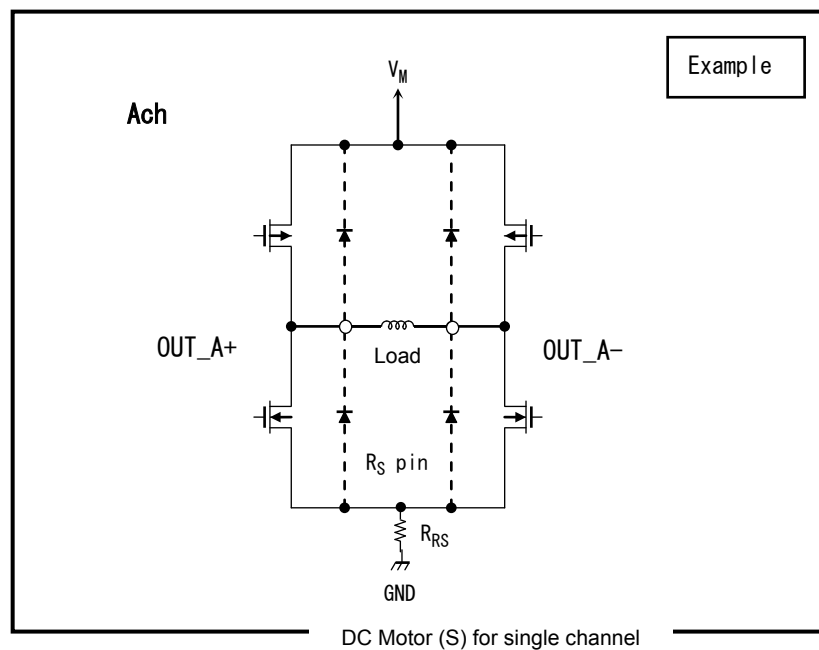 Example
V_M
Ach
OUT_A+
Load
OUT_A−
R_S pin
R_RS
GND
DC Motor (S) for single channel